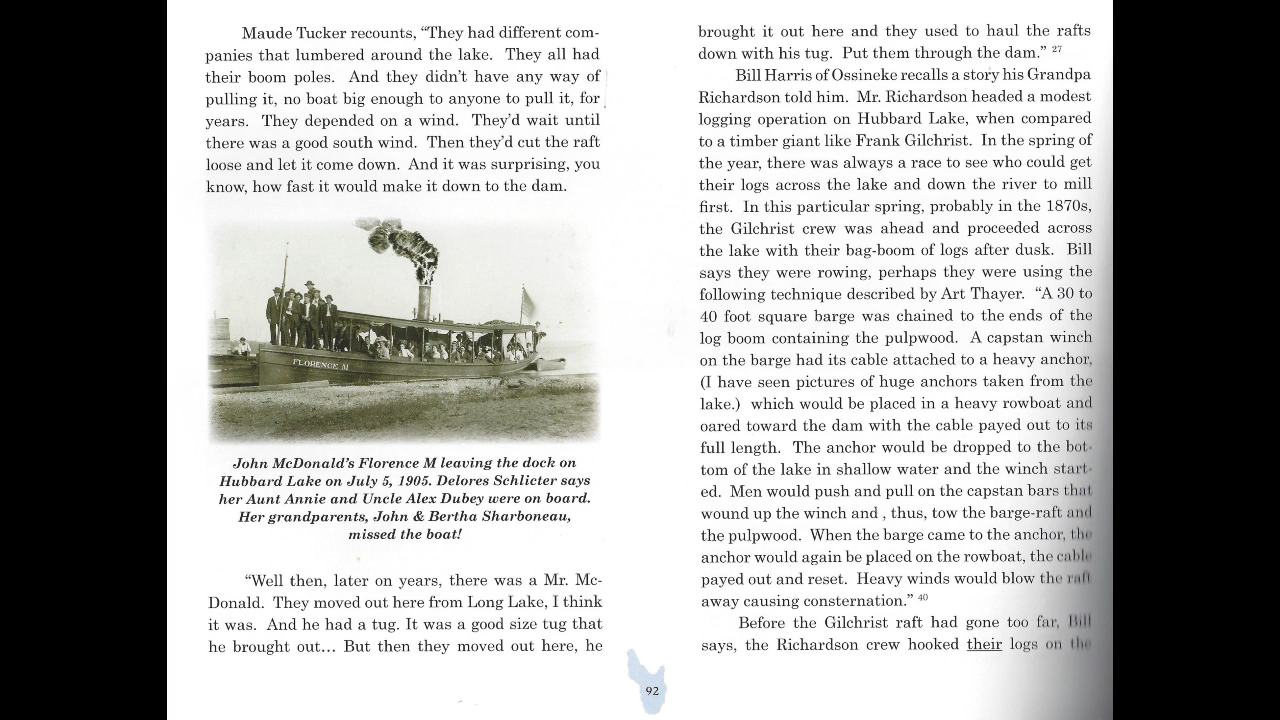 Maude Tucker recounts, “They had different com-
panies that lumbered around the lake. They all had
their boom poles. And they didn’t have any way of
pulling it, no boat big enough to anyone to pull it, for
years. They depended on a wind. They’d wait until
there was a good south wind. Then they’d cut the raft
loose and let it come down. And it was surprising, you
know, how fast it would make it down to the dam.
FLORENCE M
John McDonald’s Florence M leaving the dock on
Hubbard Lake on July 5, 1905. Delores Schlicter says
her Aunt Annie and Uncle Alex Dubey were on board.
Her grandparents, John & Bertha Sharboneau,
missed the boat!
“Well then, later on years, there was a Mr. Mc-
Donald. They moved out here from Long Lake, I think
it was. And he had a tug. It was a good size tug that
he brought out… But then they moved out here, he
brought it out here and they used to haul the rafts
down with his tug. Put them through the dam.” 27
Bill Harris of Ossineke recalls a story his Grandpa
Richardson told him. Mr. Richardson headed a modest
logging operation on Hubbard Lake, when compared
to a timber giant like Frank Gilchrist. In the spring of
the year, there was always a race to see who could get
their logs across the lake and down the river to mill
first. In this particular spring, probably in the 1870s,
the Gilchrist crew was ahead and proceeded across
the lake with their bag-boom of logs after dusk. Bill
says they were rowing, perhaps they were using the
following technique described by Art Thayer. “A 30 to
40 foot square barge was chained to the ends of the
log boom containing the pulpwood. A capstan winch
on the barge had its cable attached to a heavy anchor,
(I have seen pictures of huge anchors taken from the
lake.) which would be placed in a heavy rowboat and
oared toward the dam with the cable payed out to its
full length. The anchor would be dropped to the bot-
tom of the lake in shallow water and the winch start-
ed. Men would push and pull on the capstan bars that
wound up the winch and , thus, tow the barge-raft and
the pulpwood. When the barge came to the anchor, the
anchor would again be placed on the rowboat, the cable
payed out and reset. Heavy winds would blow the raft
away causing consternation.” 40
Before the Gilchrist raft had gone too far, Bill
says, the Richardson crew hooked their logs on the
92